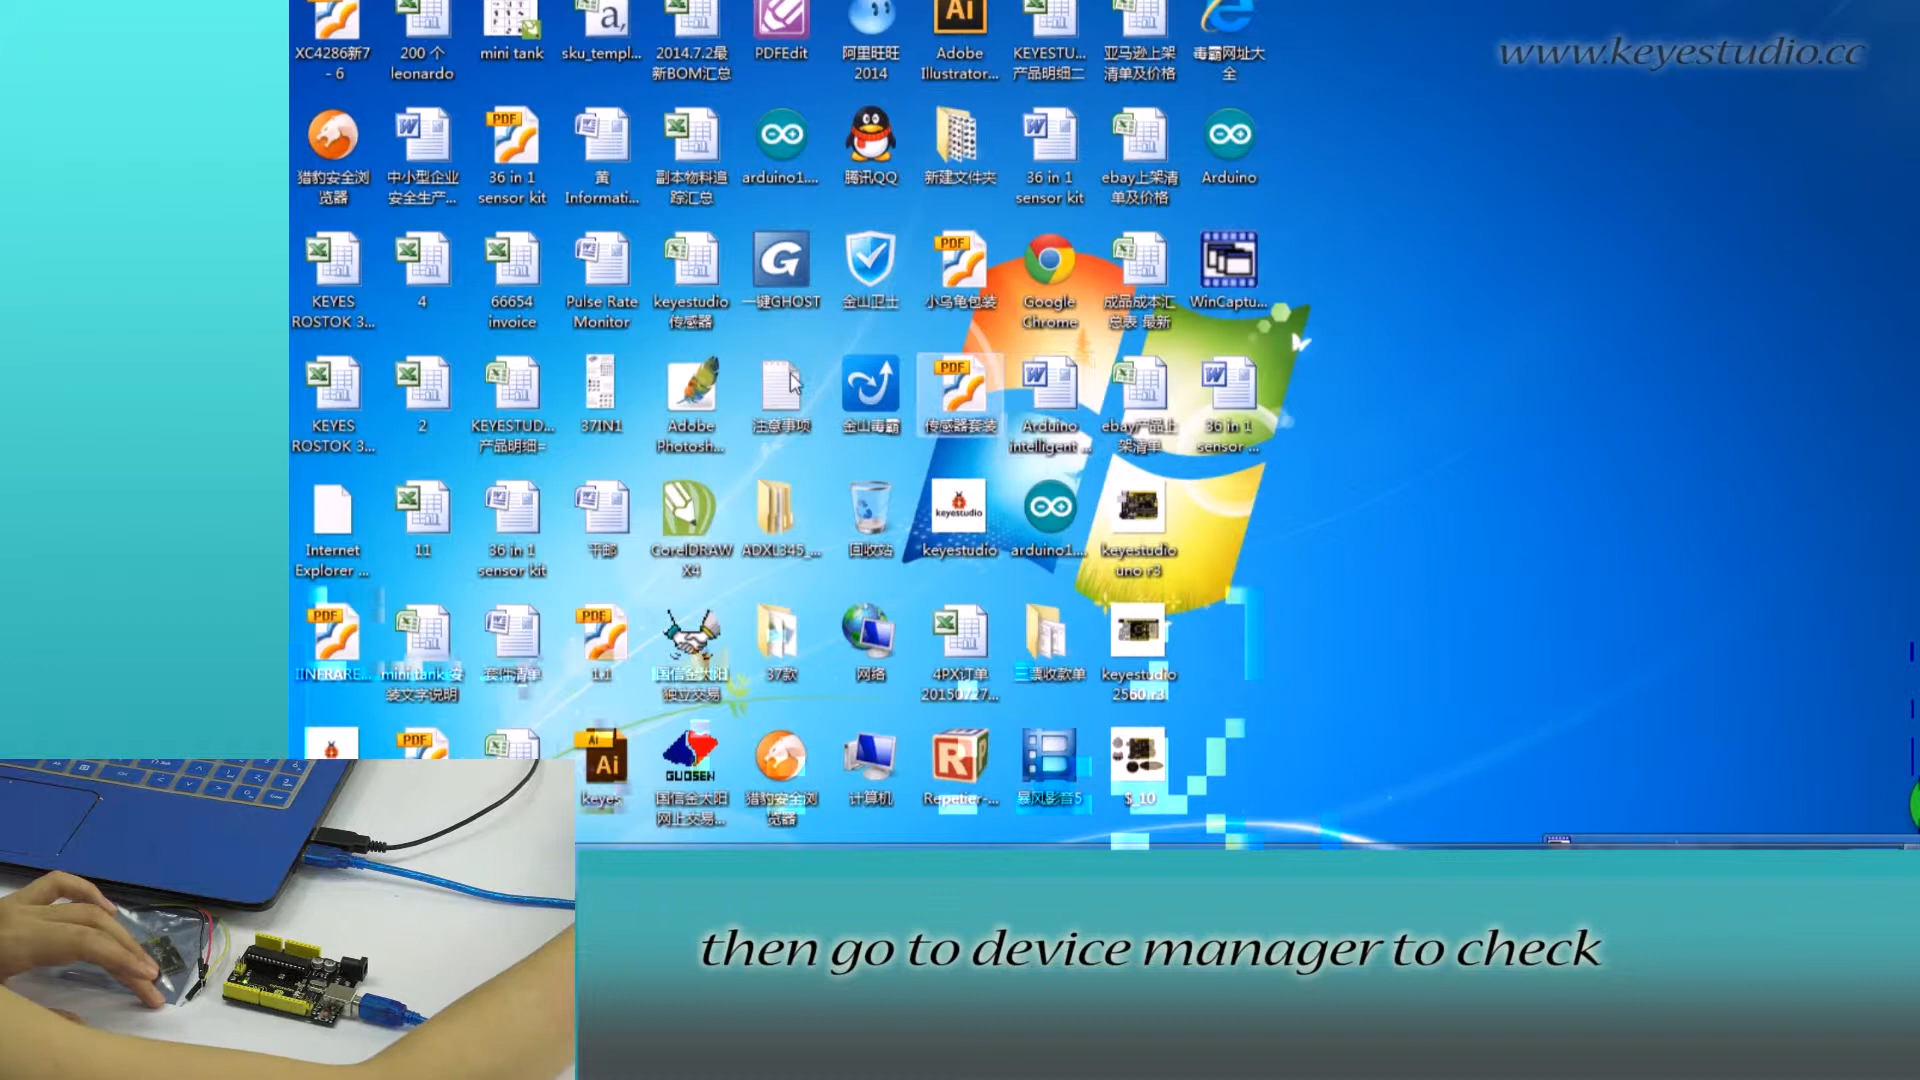 XC4286新7
- 6
200 个
leonardo
mini tank
sku_templ...
2014.7.2最
新BOM汇总
PDFEdit
阿里旺旺
2014
Ai
Adobe
Illustrator...
KEYESTU...
产品明细二
亚马逊上架
清单及价格
毒霸网址大
全
www.keyestudio.cc
猎豹安全浏
览器
中小型企业
安全生产...
PDF
36 in 1
sensor kit
黄
Informati...
副本物料追
踪汇总
arduino1....
腾讯QQ
新建文件夹
36 in 1
sensor kit
ebay上架清
单及价格
Arduino
KEYES
ROSTOK 3...
4
66654
invoice
Pulse Rate
Monitor
keyestudio
传感器
一键GHOST
金山卫士
PDF
小乌龟包装
Google
Chrome
成品成本汇
总表 最新
WinCaptu...
KEYES
ROSTOK 3...
2
KEYESTUD...
产品明细=
37IN1
Adobe
Photosh...
注意事项
金山毒霸
PDF
传感器套装
Arduino
intelligent ...
ebay产品上
架清单
36 in 1
sensor ...
Internet
Explorer ...
11
36 in 1
sensor kit
干邮
CorelDRAW
X4
ADXL345_...
回收站
keyestudio
keyestudio
arduino1....
keyestudio
uno r3
PDF
IINFRARE...
mini tank 安
装文字说明
套件清单
PDF
1.1
国信金太阳
独立交易
37款
网络
4PX订单
20150727...
三票收款单
keyestudio
2560 r3
PDF
Ai
Ai
keyes
GUOSEN
国信金太阳
网上交易...
猎豹安全浏
览器
计算机
Repetier-...
暴风影音5
$_10
then go to device manager to check